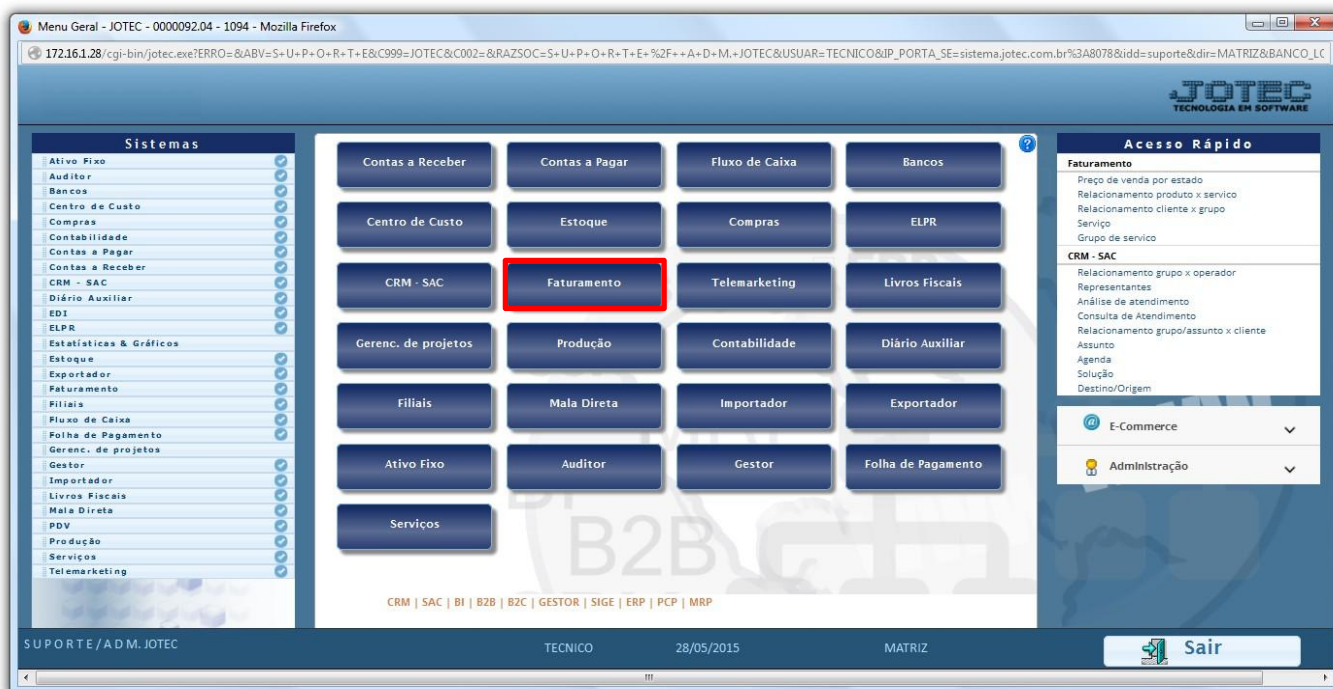 Menu Geral - JOTEC - 0000092.04 - 1094 - Mozilla Firefox
172.16.1.28/cgi-bin/jotec.exe?ERRO=&ABV=S+U+P+O+R+T+E&C999=JOTEC&C002=&RAZSOC=S+U+P+O+R+T+E+%2F++A+D+M.+JOTEC&USUAR=TECNICO&IP_PORTA_SE=sistema.jotec.com.br%3A8078&idd=suporte&dir=MATRIZ&BANCO_LC
JOTEC
TECNOLOGIA EM SOFTWARE
Sistemas
Ativo Fixo
Auditor
Bancos
Centro de Custo
Compras
Contabilidade
Contas a Pagar
Contas a Receber
CRM - SAC
Diário Auxiliar
EDI
ELPR
Estatísticas & Gráficos
Estoque
Exportador
Faturamento
Filiais
Fluxo de Caixa
Folha de Pagamento
Gerenc. de projetos
Gestor
Importador
Livros Fiscais
Mala Direta
PDV
Produção
Serviços
Telemarketing
Contas a Receber Contas a Pagar Fluxo de Caixa Bancos
Centro de Custo Estoque Compras ELPR
CRM - SAC Faturamento Telemarketing Livros Fiscais
Gerenc. de projetos Produção Contabilidade Diário Auxiliar
Filiais Mala Direta Importador Exportador
Ativo Fixo Auditor Gestor Folha de Pagamento
Serviços
B2B
CRM | SAC | BI | B2B | B2C | GESTOR | SIGE | ERP | PCP | MRP
?
Acesso Rápido
Faturamento
Preço de venda por estado
Relacionamento produto x servico
Relacionamento cliente x grupo
Serviço
Grupo de servico
CRM - SAC
Relacionamento grupo x operador
Representantes
Análise de atendimento
Consulta de Atendimento
Relacionamento grupo/assunto x cliente
Assunto
Agenda
Solução
Destino/Origem
E-Commerce
Administração
SUPORTE/ADM. JOTEC TECNICO 28/05/2015 MATRIZ Sair